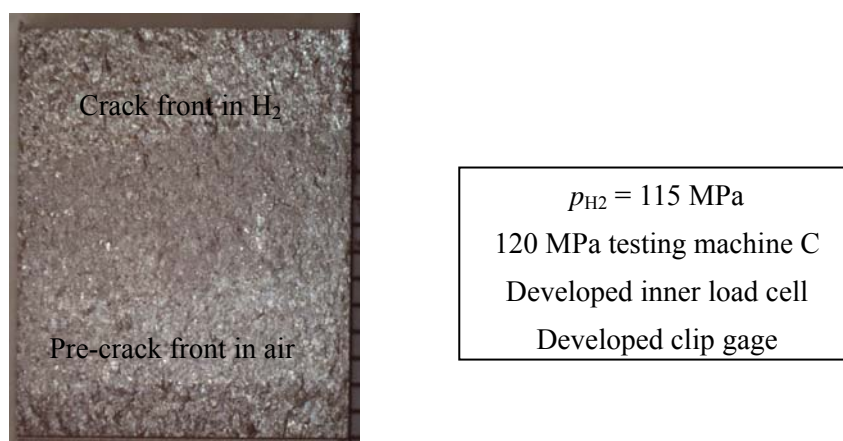 Crack front in H₂
Pre-crack front in air
p_H2 = 115 MPa
120 MPa testing machine C
Developed inner load cell
Developed clip gage